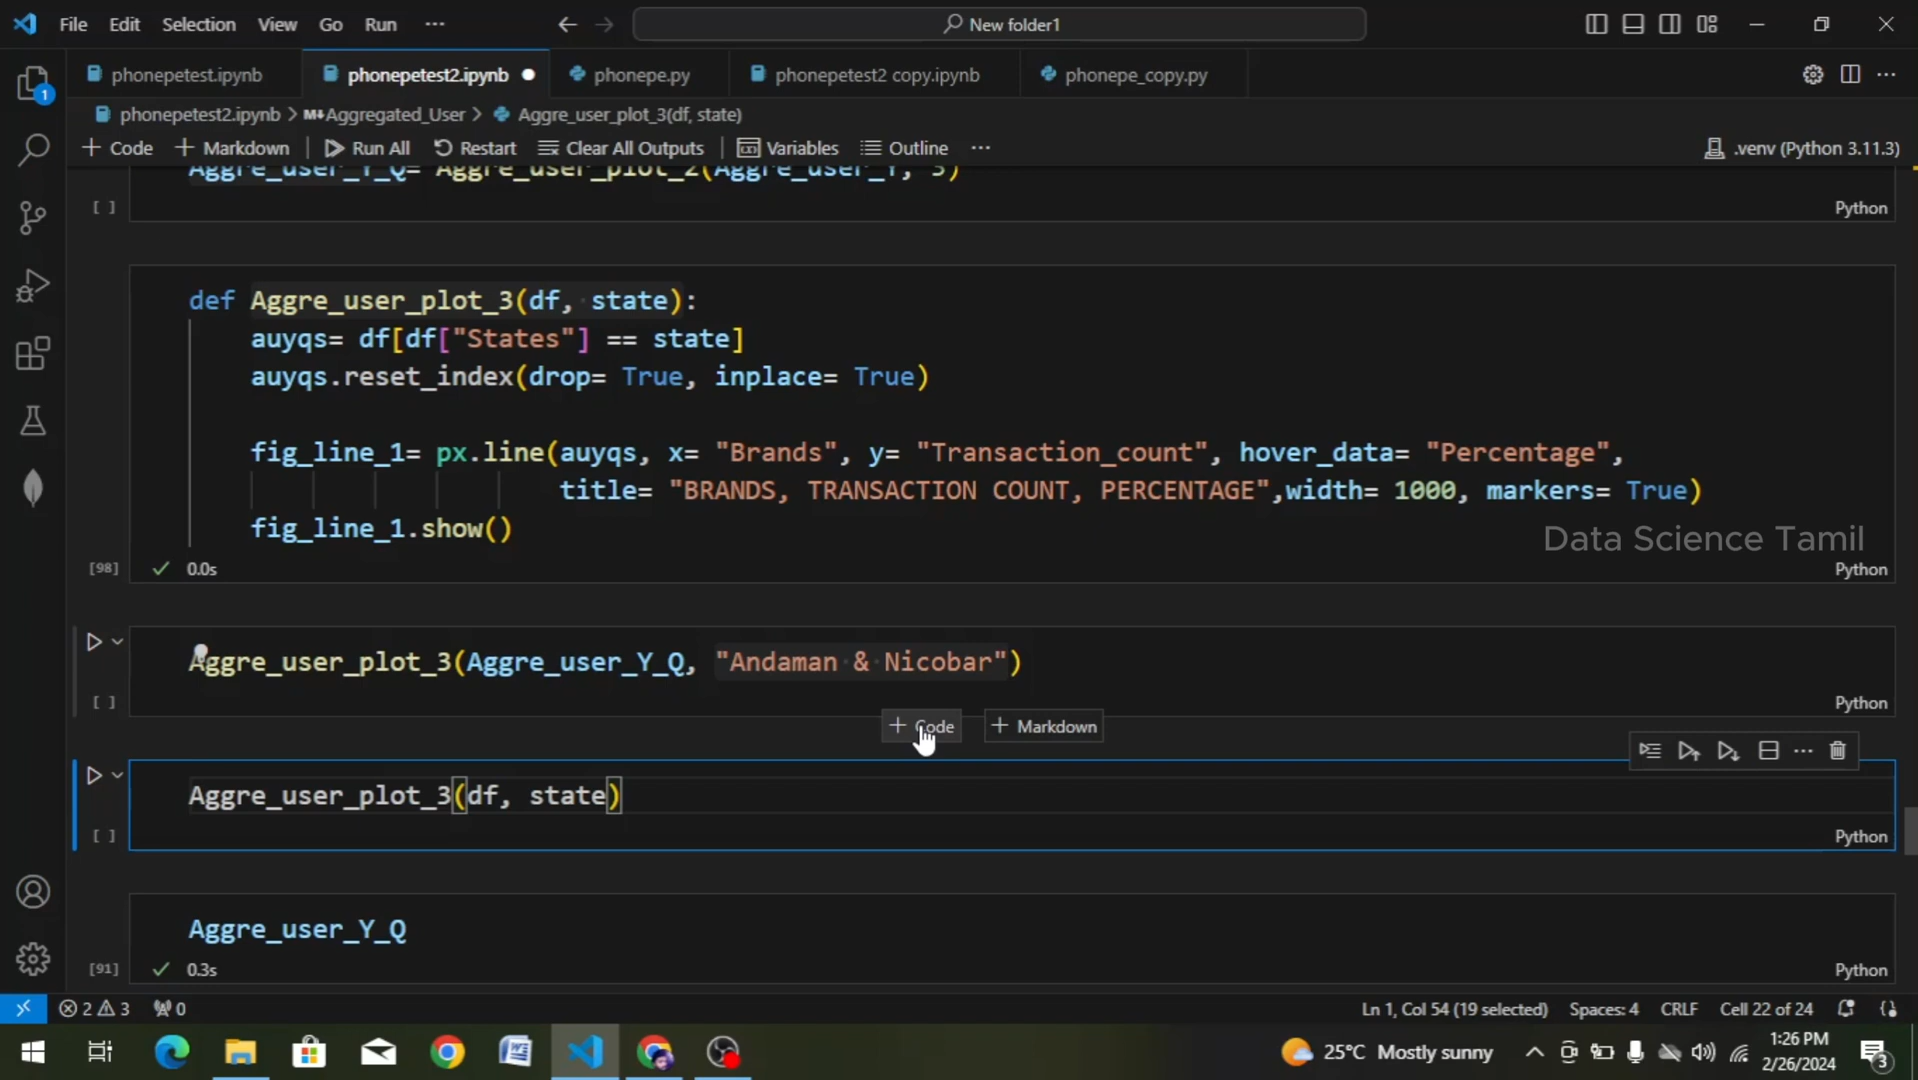 File Edit Selection View Go Run ··· New folder1
phonepetest.ipynb phonepetest2.ipynb phonepe.py phonepetest2 copy.ipynb phonepe_copy.py
phonepetest2.ipynb > M↓Aggregated_User > Aggre_user_plot_3(df, state)
+ Code + Markdown Run All Restart Clear All Outputs Variables Outline ··· .venv (Python 3.11.3)
Aggre_user_Y_Q= Aggre_user_plot_2(Aggre_user_Y, 3)
[ ] Python
def Aggre_user_plot_3(df, state):
auyqs= df[df["States"] == state]
auyqs.reset_index(drop= True, inplace= True)
fig_line_1= px.line(auyqs, x= "Brands", y= "Transaction_count", hover_data= "Percentage",
title= "BRANDS, TRANSACTION COUNT, PERCENTAGE",width= 1000, markers= True)
fig_line_1.show()
Data Science Tamil
[98] ✓ 0.0s Python
Aggre_user_plot_3(Aggre_user_Y_Q, "Andaman & Nicobar")
[ ] Python
+ Code + Markdown
Aggre_user_plot_3(df, state)
[ ] Python
Aggre_user_Y_Q
[91] ✓ 0.3s Python
2 3 0 Ln 1, Col 54 (19 selected) Spaces: 4 CRLF Cell 22 of 24
25°C Mostly sunny 1:26 PM
2/26/2024 3